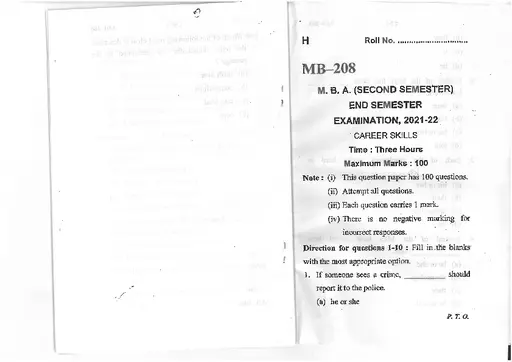 H Roll No. ..............................
MB–208
M. B. A. (SECOND SEMESTER)
END SEMESTER
EXAMINATION, 2021-22
CAREER SKILLS
Time : Three Hours
Maximum Marks : 100
Note : (i) This question paper has 100 questions.
(ii) Attempt all questions.
(iii) Each question carries 1 mark.
(iv) There is no negative marking for
incorrect responses.
Direction for questions 1-10 : Fill in the blanks
with the most appropriate option.
1. If someone sees a crime, __________ should
report it to the police.
(a) he or she
P. T. O.